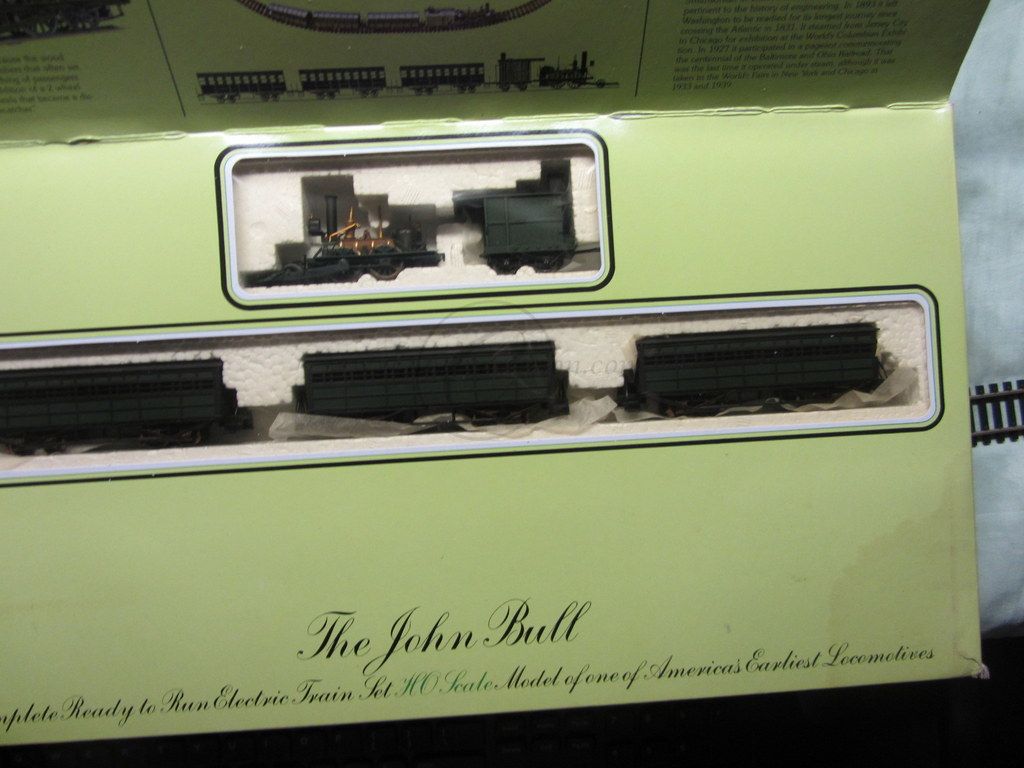 pertinent to the history of engineering. In 1893 it left
Washington to be readied for its longest journey since
crossing the Atlantic in 1831. It steamed from Jersey City
to Chicago for exhibition at the World's Columbian Exhibi-
tion. In 1927 it participated in a pageant commemorating
the centennial of the Baltimore and Ohio Railroad. That
was the last time it operated under steam, although it was
taken to the World's Fairs in New York and Chicago in
1933 and 1939.
The John Bull
mplete Ready to Run Electric Train Set HO Scale Model of one of America's Earliest Locomotives